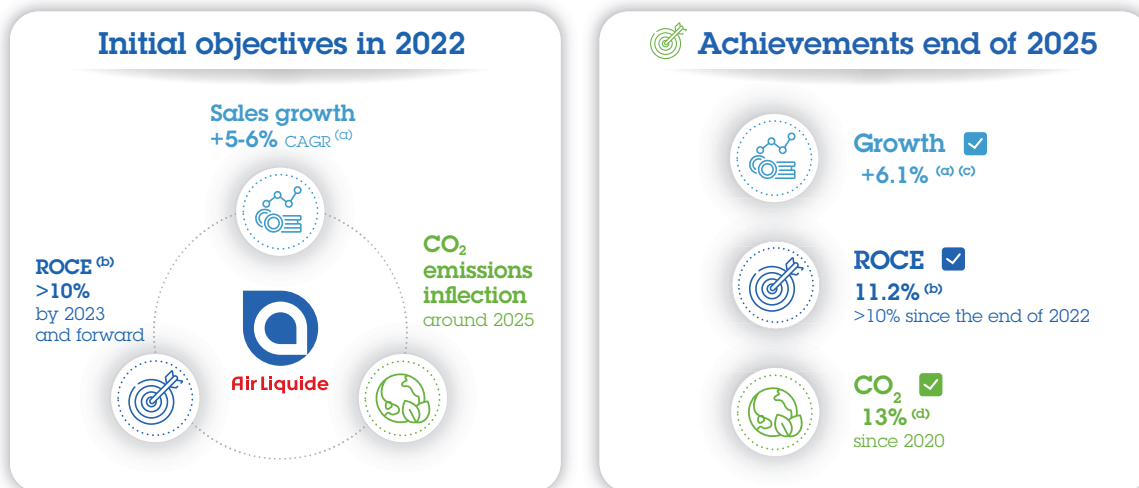 Initial objectives in 2022
Sales growth
+5-6% CAGR (a)
ROCE (b)
>10%
by 2023
and forward
CO₂
emissions
inflection
around 2025
Air Liquide
Achievements end of 2025
Growth
+6.1% (a) (c)
ROCE
11.2% (b)
>10% since the end of 2022
CO₂
13% (d)
since 2020